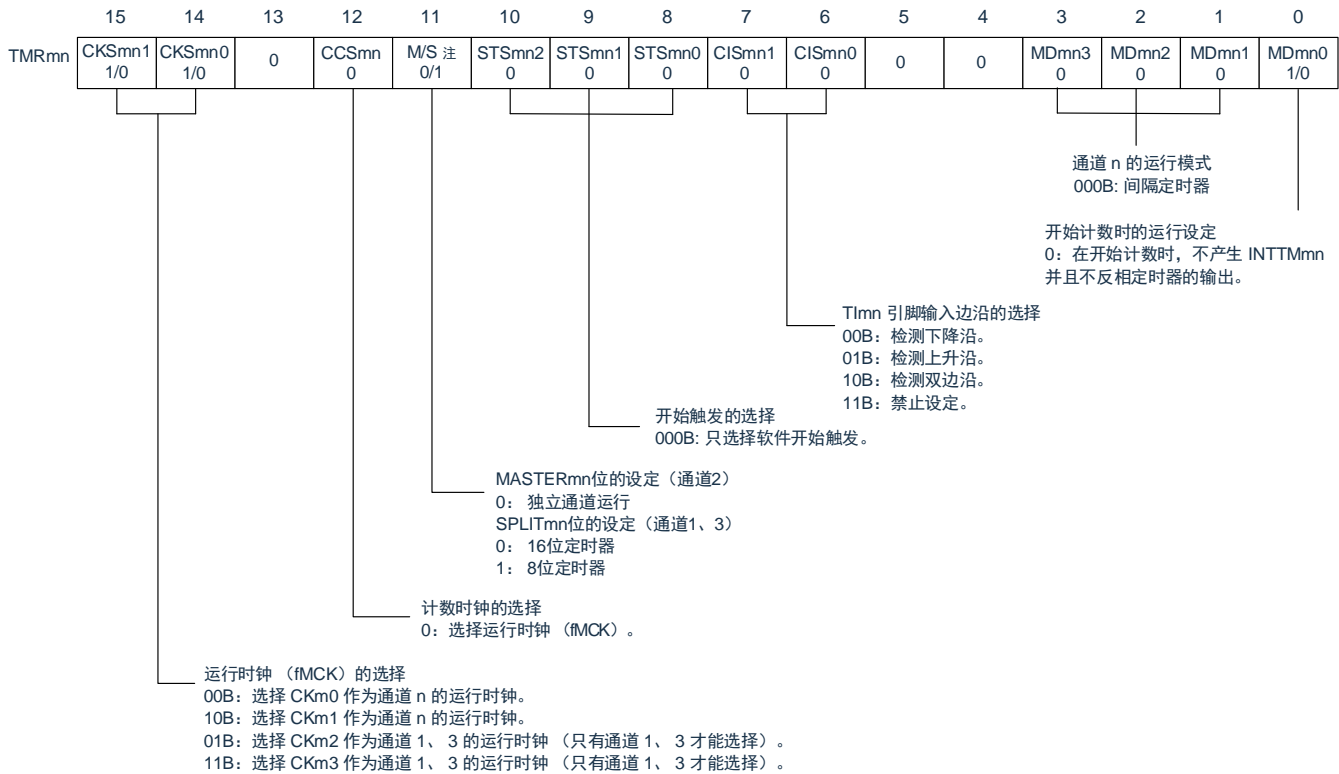 15 14 13 12 11 10 9 8 7 6 5 4 3 2 1 0
TMRmn CKSmn1 CKSmn0 0 CCSmn M/S 注 STSmn2 STSmn1 STSmn0 CISmn1 CISmn0 0 0 MDmn3 MDmn2 MDmn1 MDmn0
1/0 1/0 0 0/1 0 0 0 0 0 0 0 0 1/0
通道 n 的运行模式
000B: 间隔定时器
开始计数时的运行设定
0：在开始计数时，不产生 INTTMmn
并且不反相定时器的输出。
TImn 引脚输入边沿的选择
00B：检测下降沿。
01B：检测上升沿。
10B：检测双边沿。
11B：禁止设定。
开始触发的选择
000B: 只选择软件开始触发。
MASTERmn位的设定（通道2）
0： 独立通道运行
SPLITmn位的设定（通道1、3）
0： 16位定时器
1： 8位定时器
计数时钟的选择
0：选择运行时钟 （fMCK）。
运行时钟 （fMCK）的选择
00B：选择 CKm0 作为通道 n 的运行时钟。
10B：选择 CKm1 作为通道 n 的运行时钟。
01B：选择 CKm2 作为通道 1、 3 的运行时钟 （只有通道 1、 3 才能选择）。
11B：选择 CKm3 作为通道 1、 3 的运行时钟 （只有通道 1、 3 才能选择）。